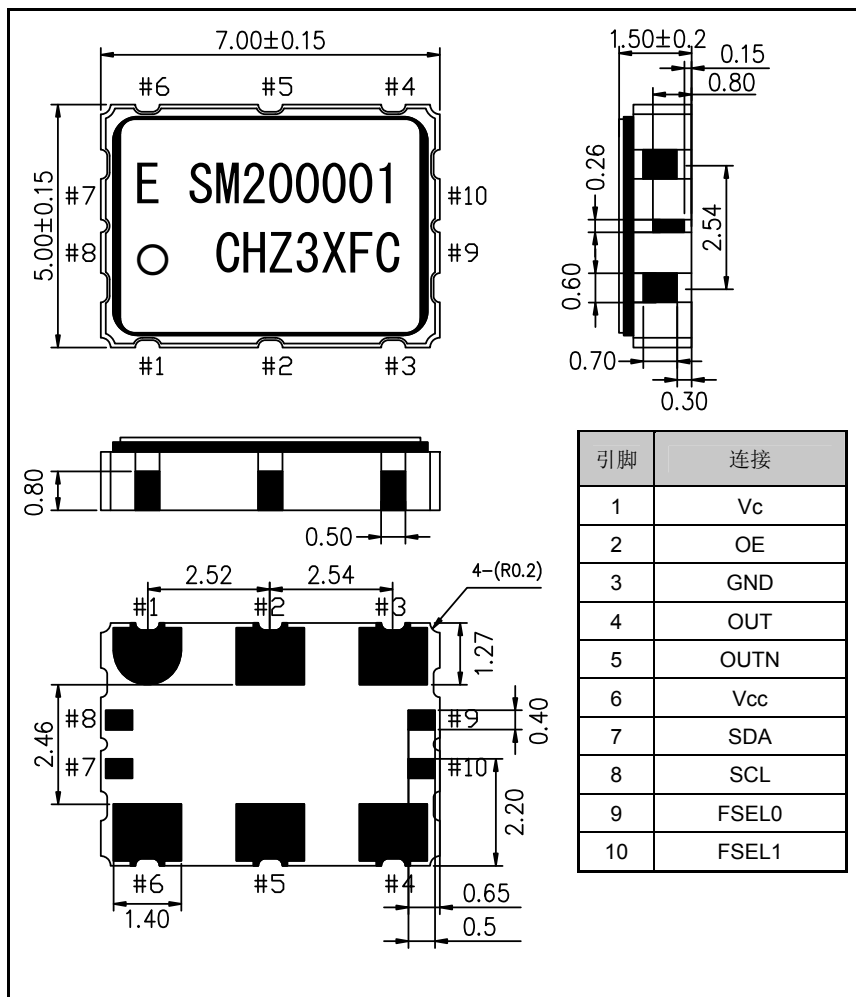 7.00±0.15
#6 #5 #4
5.00±0.15
#7 #10
#8 #9
E SM200001
CHZ3XFC
#1 #2 #3
1.50±0.2
0.15
0.80
0.26
2.54
0.60
0.70
0.30
0.80
0.50
2.52 2.54 4-(R0.2)
#1 #2 #3
1.27
#8 #9
0.40
2.46
#7 #10
2.20
#6 #5 #4
0.65
1.40
0.5
引脚 连接
1 Vc
2 OE
3 GND
4 OUT
5 OUTN
6 Vcc
7 SDA
8 SCL
9 FSEL0
10 FSEL1